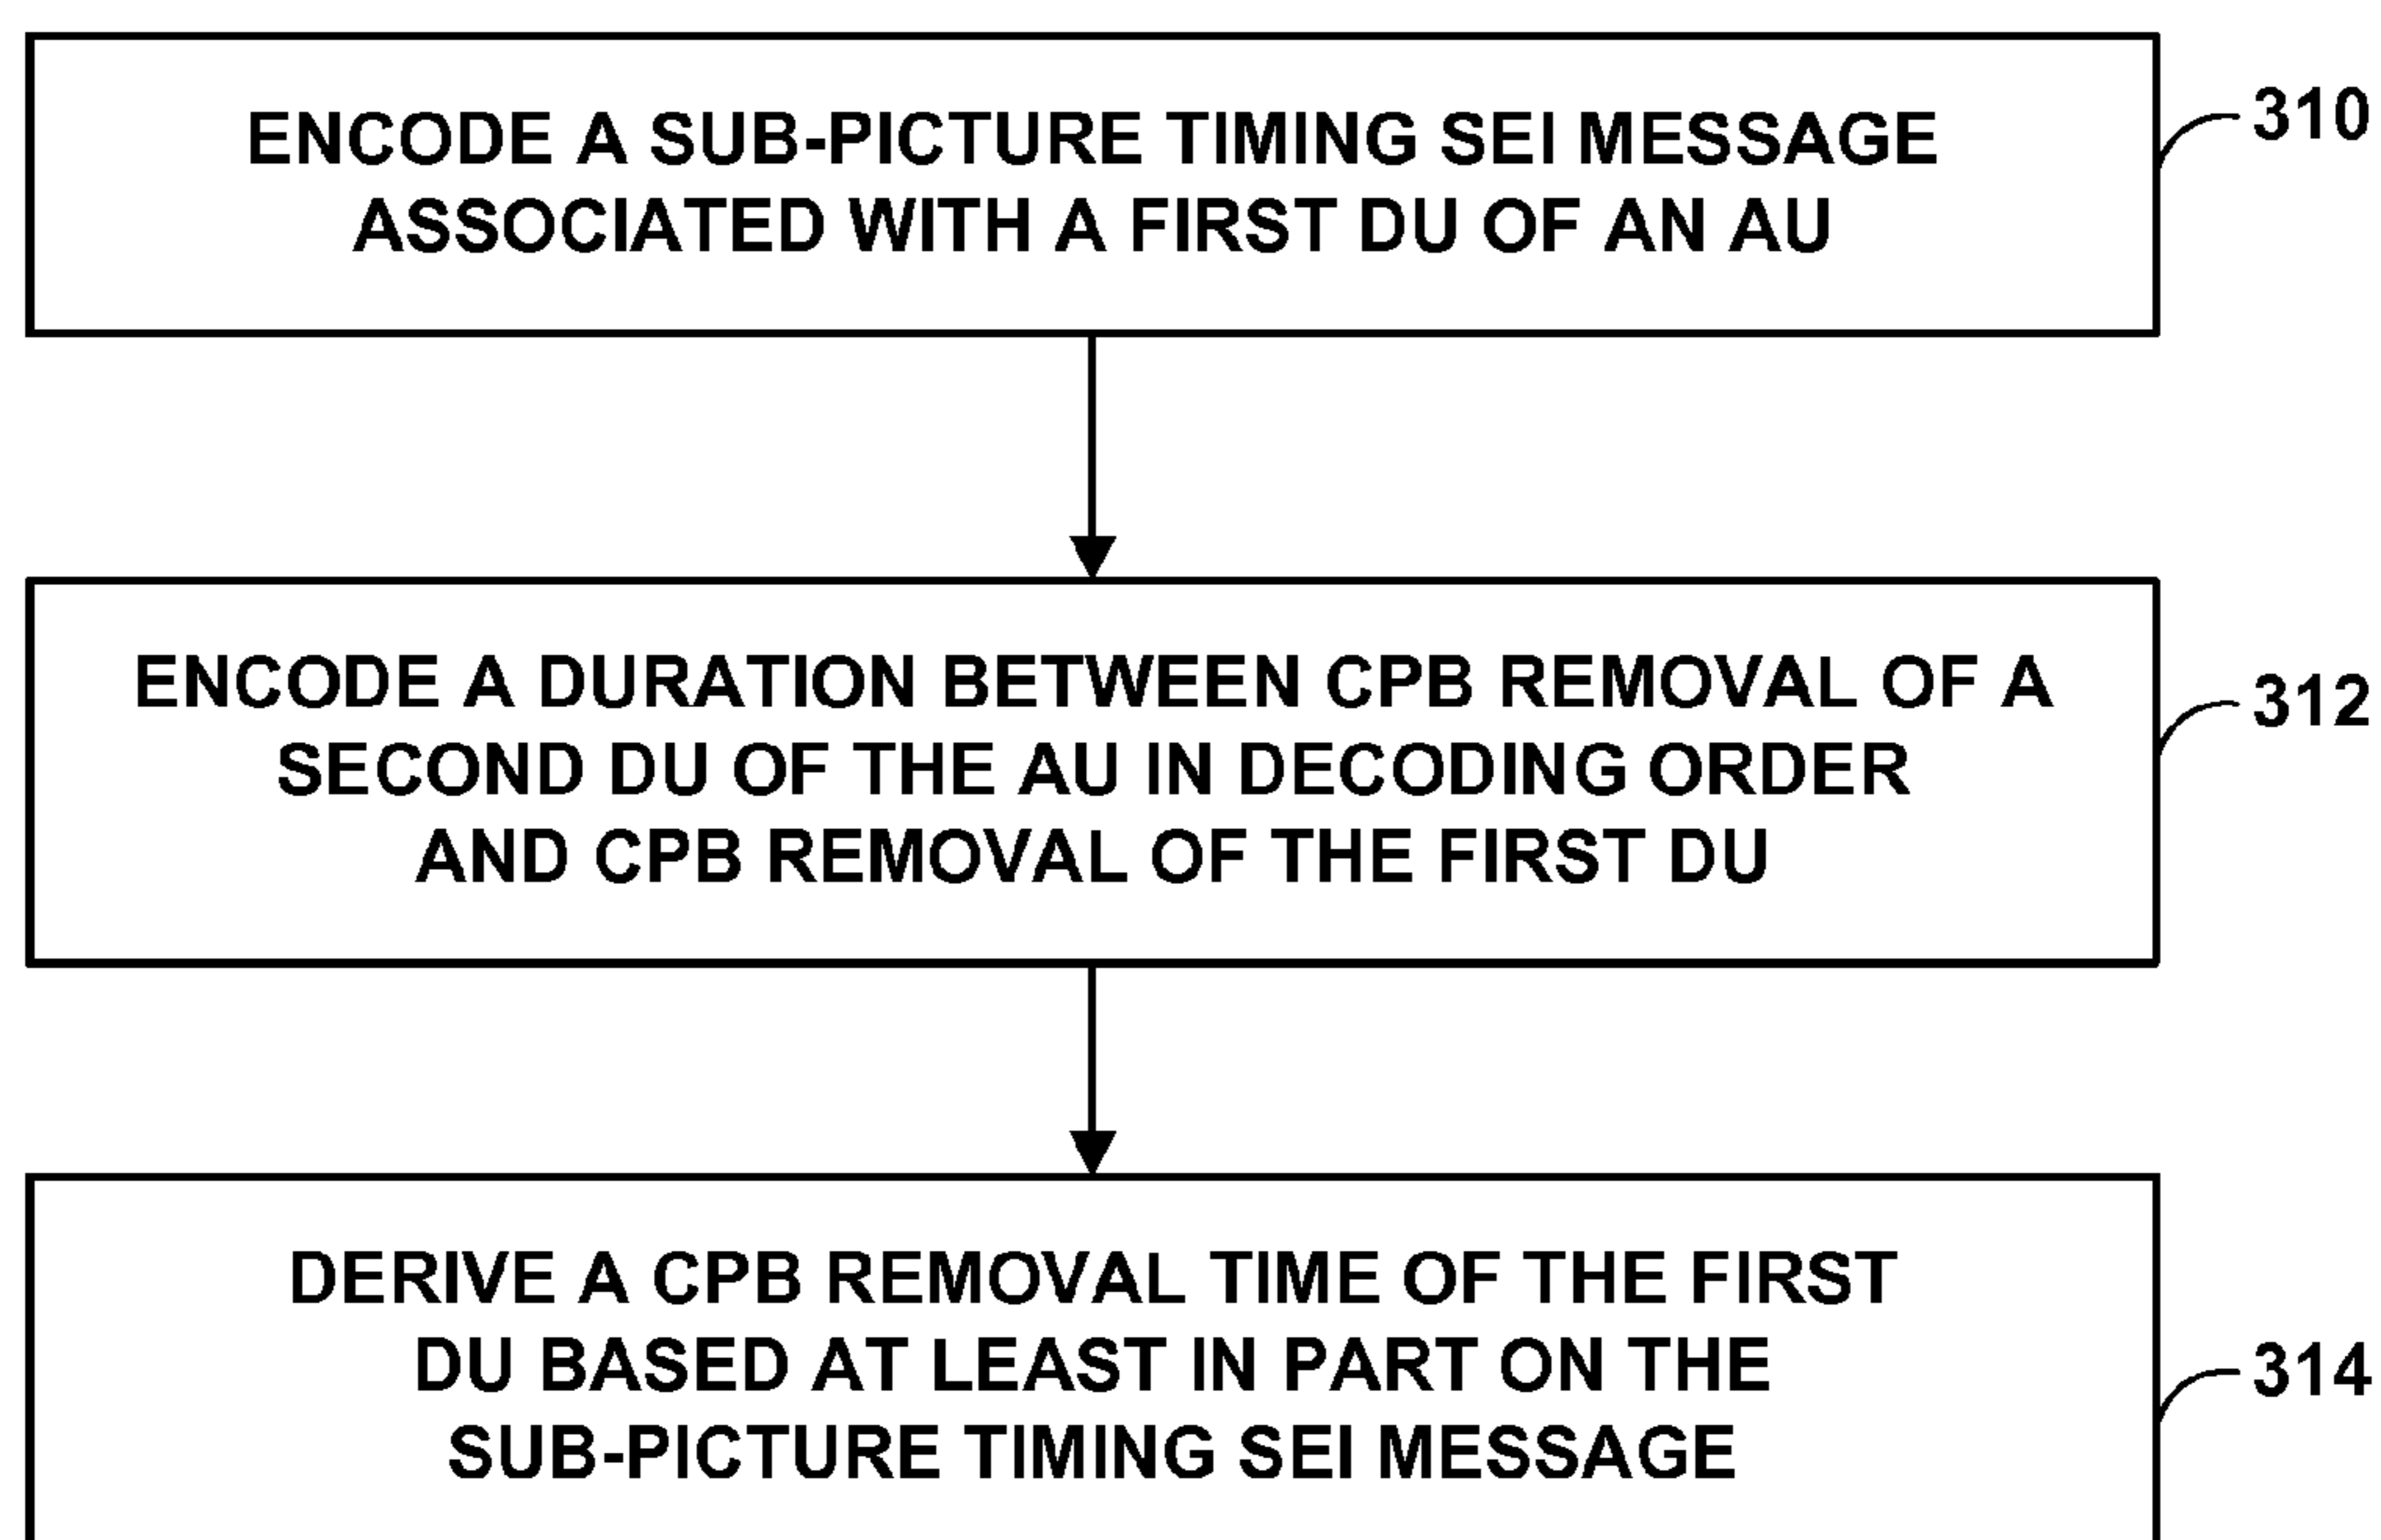 ENCODE A SUB-PICTURE TIMING SEI MESSAGE
ASSOCIATED WITH A FIRST DU OF AN AU
310
ENCODE A DURATION BETWEEN CPB REMOVAL OF A
SECOND DU OF THE AU IN DECODING ORDER
AND CPB REMOVAL OF THE FIRST DU
312
DERIVE A CPB REMOVAL TIME OF THE FIRST
DU BASED AT LEAST IN PART ON THE
SUB-PICTURE TIMING SEI MESSAGE
314